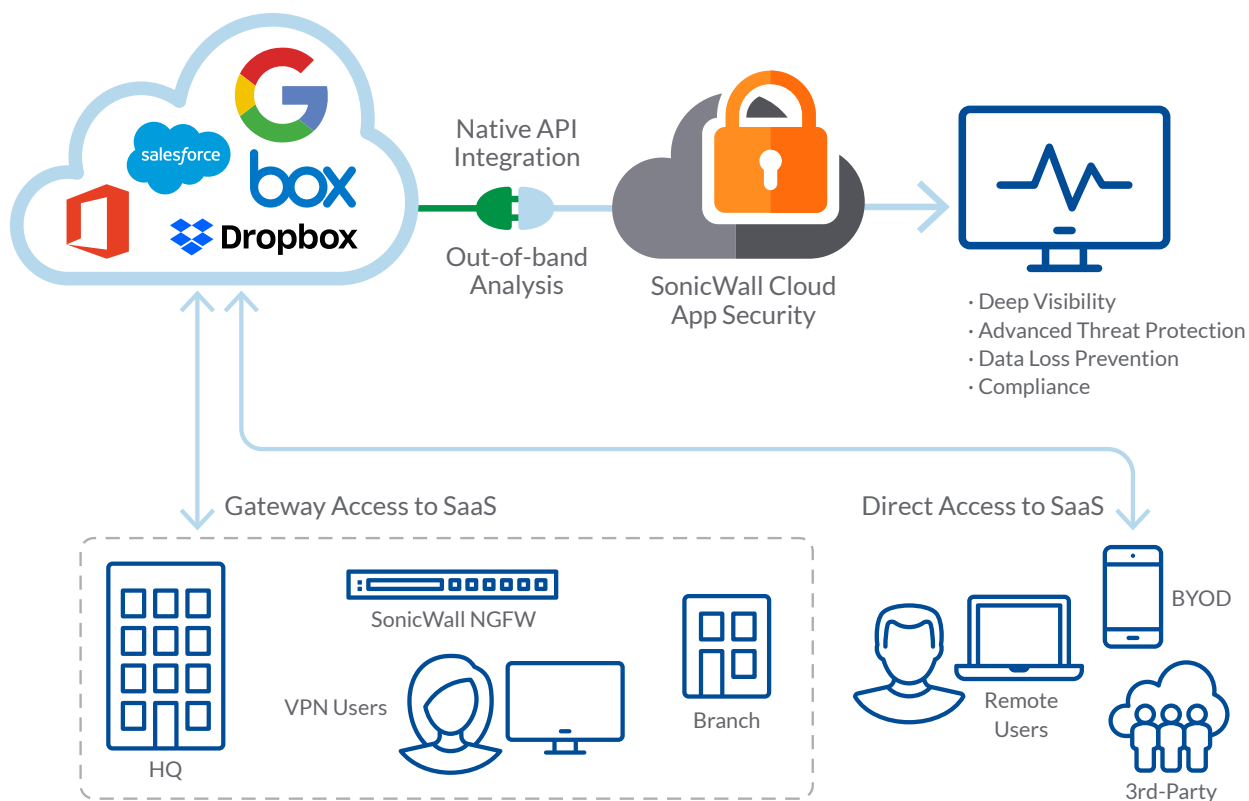 salesforce
box
Dropbox
Native API
Integration
Out-of-band
Analysis
SonicWall Cloud
App Security
· Deep Visibility
· Advanced Threat Protection
· Data Loss Prevention
· Compliance
Gateway Access to SaaS
Direct Access to SaaS
HQ
SonicWall NGFW
VPN Users
Branch
BYOD
Remote
Users
3rd-Party